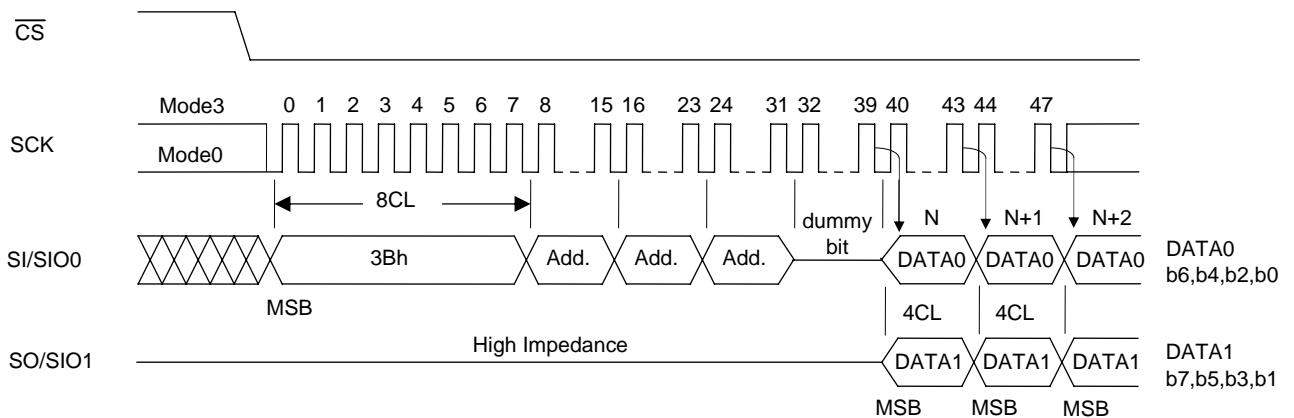 CS
Mode3 0 1 2 3 4 5 6 7 8 15 16 23 24 31 32 39 40 43 44 47
SCK
Mode0
8CL
dummy
bit
N N+1 N+2
SI/SIO0 3Bh Add. Add. Add. DATA0 DATA0 DATA0
DATA0
b6,b4,b2,b0
MSB
4CL 4CL
High Impedance
SO/SIO1 DATA1 DATA1 DATA1
DATA1
b7,b5,b3,b1
MSB MSB MSB